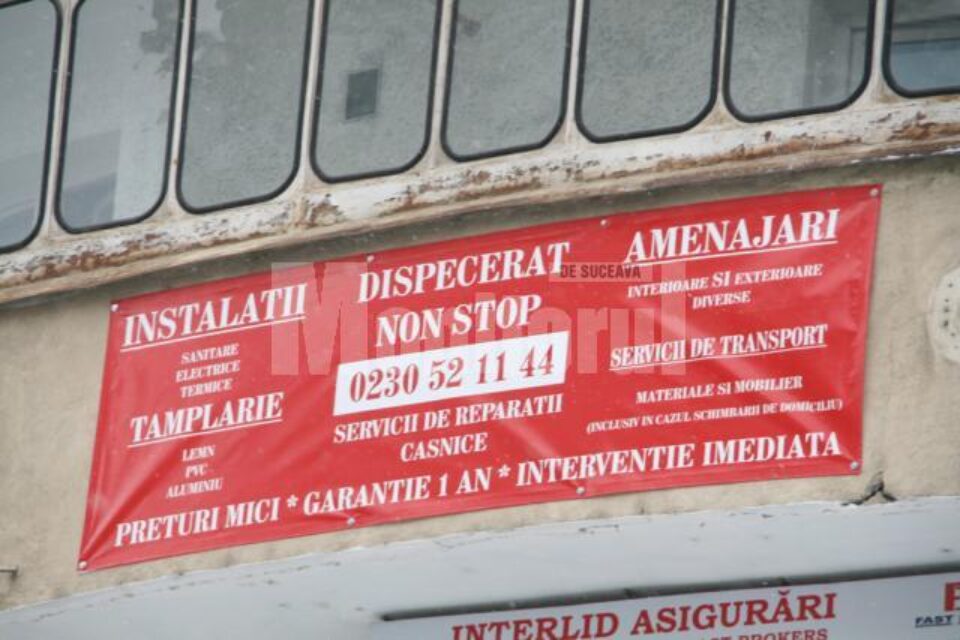 INSTALATII
SANITARE
ELECTRICE
TERMICE
TAMPLARIE
LEMN
PVC
ALUMINIU
DISPECERAT
NON STOP
0230 52 11 44
SERVICII DE REPARATII
CASNICE
AMENAJARI
INTERIOARE SI EXTERIOARE
DIVERSE
SERVICII DE TRANSPORT
MATERIALE SI MOBILIER
(INCLUSIV IN CAZUL SCHIMBARII DE DOMICILIU)
PRETURI MICI * GARANTIE 1 AN * INTERVENTIE IMEDIATA
Monitorul
DE SUCEAVA
INTERLID ASIGURĂRI
BROKERS
FAST